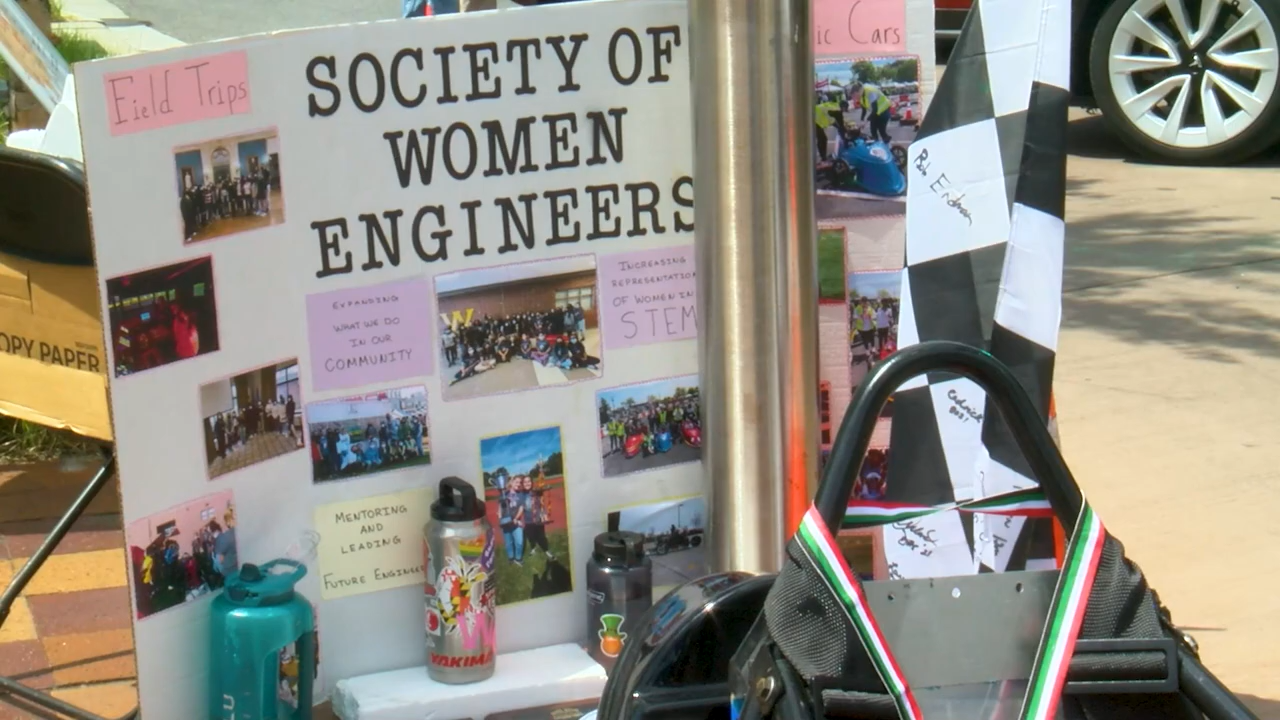 Field Trips
SOCIETY OF
WOMEN
ENGINEERS
ic Cars
EXPANDING
WHAT WE DO
IN OUR
COMMUNITY
INCREASING
REPRESENTATION
OF WOMEN IN
STEM
MENTORING
AND
LEADING
FUTURE ENGINEE
OPY PAPER
YAKIMA